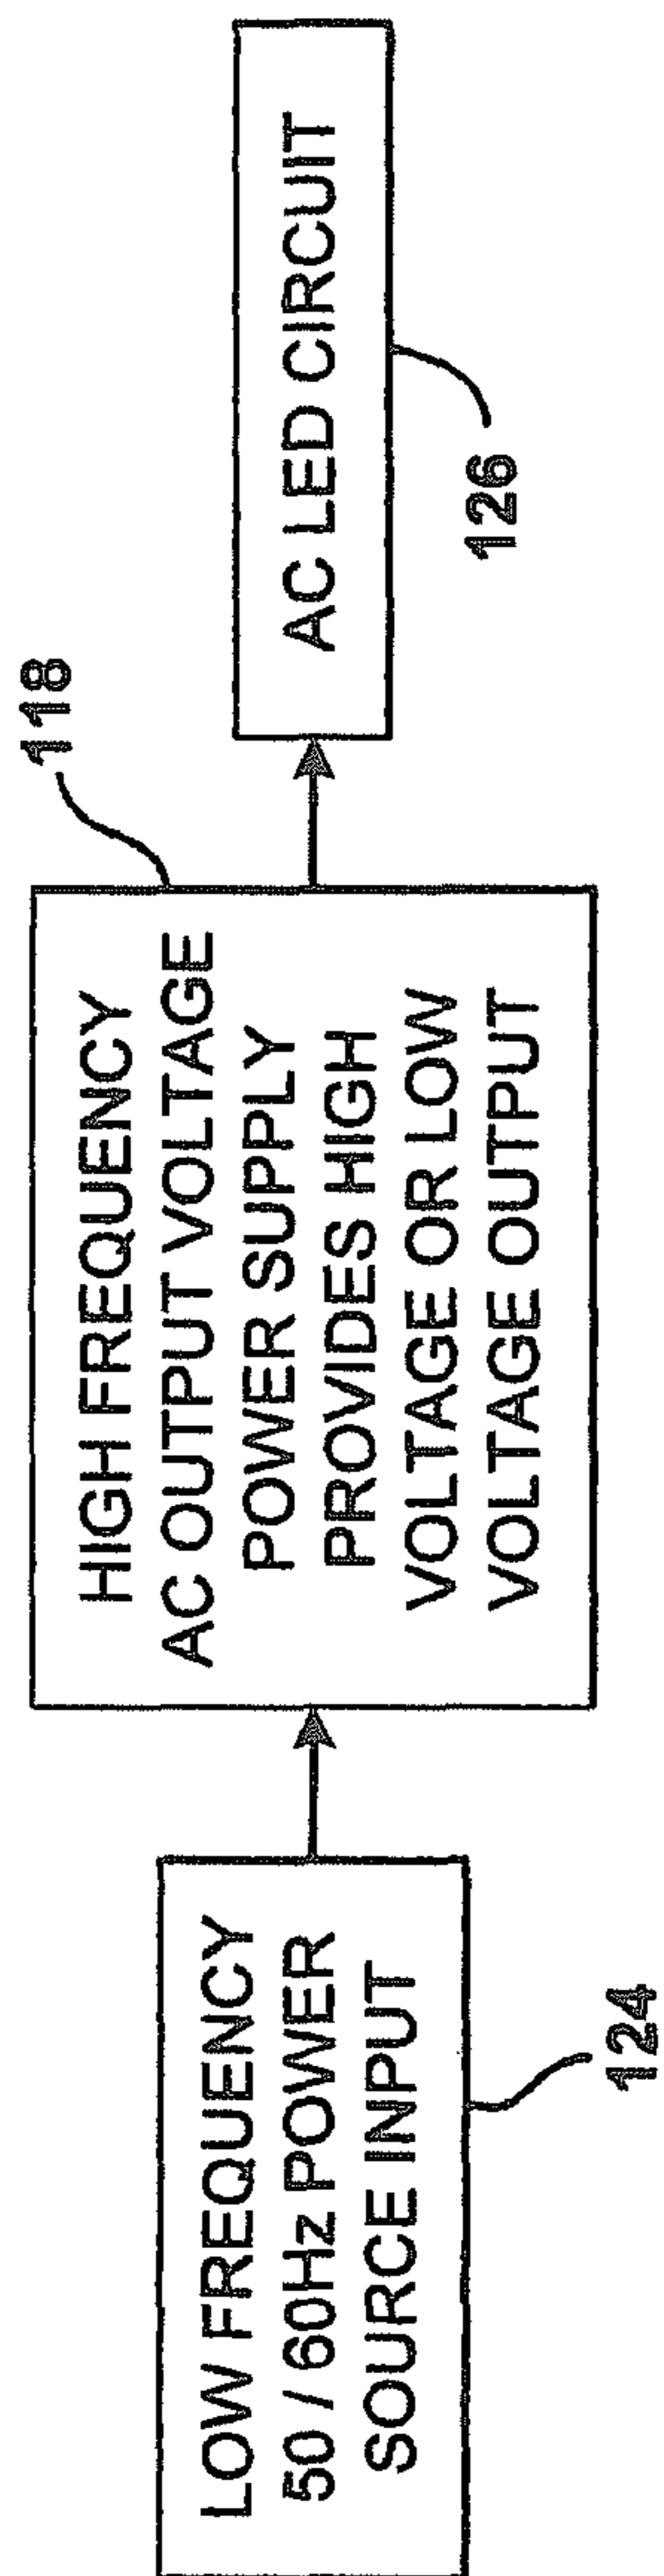 LOW FREQUENCY
50 / 60Hz POWER
SOURCE INPUT
124
HIGH FREQUENCY
AC OUTPUT VOLTAGE
POWER SUPPLY
PROVIDES HIGH
VOLTAGE OR LOW
VOLTAGE OUTPUT
118
AC LED CIRCUIT
126